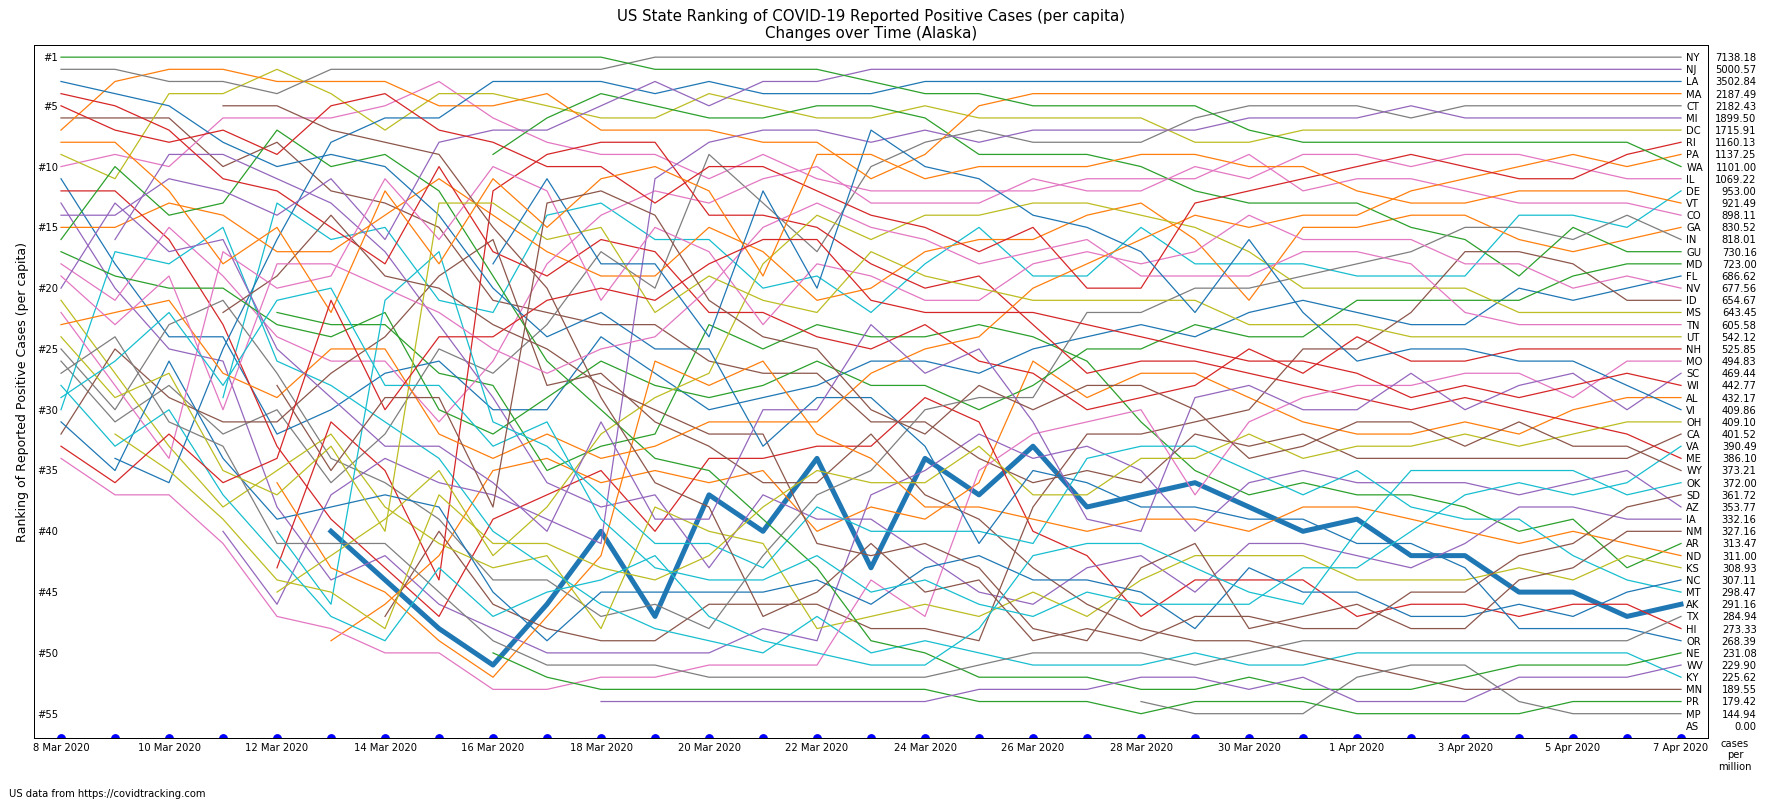 US State Ranking of COVID-19 Reported Positive Cases (per capita)
Changes over Time (Alaska)
Ranking of Reported Positive Cases (per capita)
#1
#5
#10
#15
#20
#25
#30
#35
#40
#45
#50
#55
NY 7138.18
NJ 5000.57
LA 3502.84
MA 2187.49
CT 2182.43
MI 1899.50
DC 1715.91
RI 1160.13
PA 1137.25
WA 1101.00
IL 1069.22
DE 953.00
VT 921.49
CO 898.11
GA 830.52
IN 818.01
GU 730.16
MD 723.00
FL 686.62
NV 677.56
ID 654.67
MS 643.45
TN 605.58
UT 542.12
NH 525.85
MO 494.83
SC 469.44
WI 442.77
AL 432.17
VI 409.86
OH 409.10
CA 401.52
VA 390.49
ME 386.10
WY 373.21
OK 372.00
SD 361.72
AZ 353.77
IA 332.16
NM 327.16
AR 313.47
ND 311.00
KS 308.93
NC 307.11
MT 298.47
AK 291.16
TX 284.94
HI 273.33
OR 268.39
NE 231.08
WV 229.90
KY 225.62
MN 189.55
PR 179.42
MP 144.94
AS 0.00
8 Mar 2020 10 Mar 2020 12 Mar 2020 14 Mar 2020 16 Mar 2020 18 Mar 2020 20 Mar 2020 22 Mar 2020 24 Mar 2020 26 Mar 2020 28 Mar 2020 30 Mar 2020 1 Apr 2020 3 Apr 2020 5 Apr 2020 7 Apr 2020
cases
per
million
US data from https://covidtracking.com